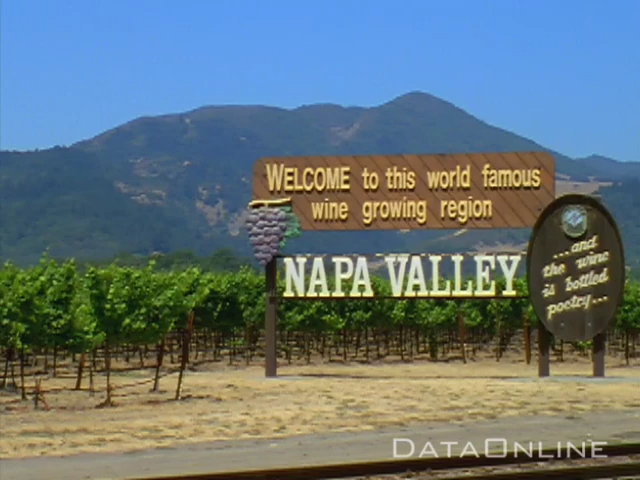 WELCOME to this world famous
wine growing region
NAPA VALLEY
...and
the wine
is bottled
poetry...
DATAONLINE